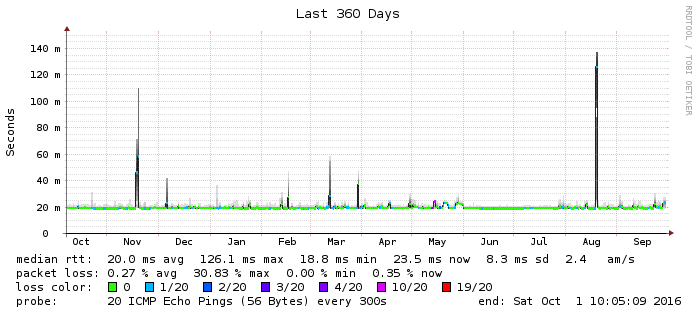 Last 360 Days
RRDTOOL / TOBI OETIKER
Seconds
140 m
120 m
100 m
80 m
60 m
40 m
20 m
0
Oct Nov Dec Jan Feb Mar Apr May Jun Jul Aug Sep
median rtt: 20.0 ms avg 126.1 ms max 18.8 ms min 23.5 ms now 8.3 ms sd 2.4 am/s
packet loss: 0.27 % avg 30.83 % max 0.00 % min 0.35 % now
loss color: 0 1/20 2/20 3/20 4/20 10/20 19/20
probe: 20 ICMP Echo Pings (56 Bytes) every 300s end: Sat Oct 1 10:05:09 2016